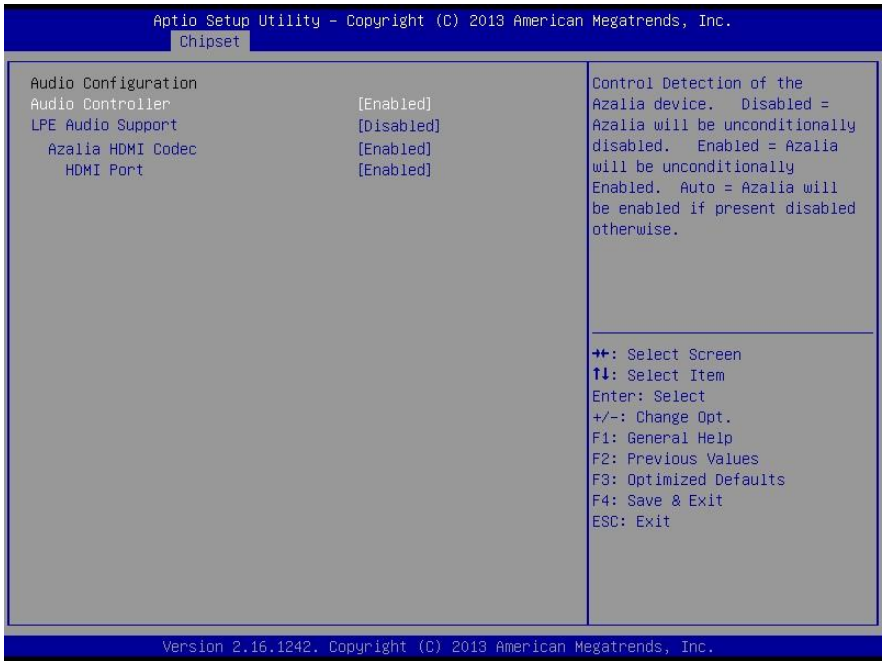 Aptio Setup Utility – Copyright (C) 2013 American Megatrends, Inc.
Chipset
Audio Configuration
Audio Controller [Enabled]
LPE Audio Support [Disabled]
Azalia HDMI Codec [Enabled]
HDMI Port [Enabled]
Control Detection of the
Azalia device. Disabled =
Azalia will be unconditionally
disabled. Enabled = Azalia
will be unconditionally
Enabled. Auto = Azalia will
be enabled if present disabled
otherwise.
→←: Select Screen
↑↓: Select Item
Enter: Select
+/-: Change Opt.
F1: General Help
F2: Previous Values
F3: Optimized Defaults
F4: Save & Exit
ESC: Exit
Version 2.16.1242. Copyright (C) 2013 American Megatrends, Inc.